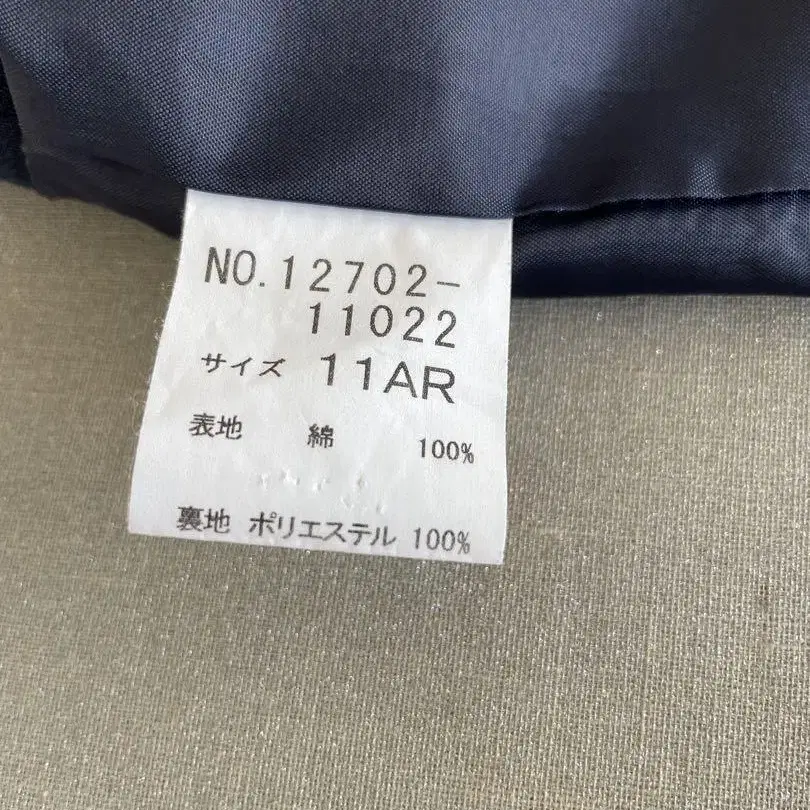 NO.12702-
11022
サイズ 11AR
表地 綿 100%
裏地 ポリエステル 100%